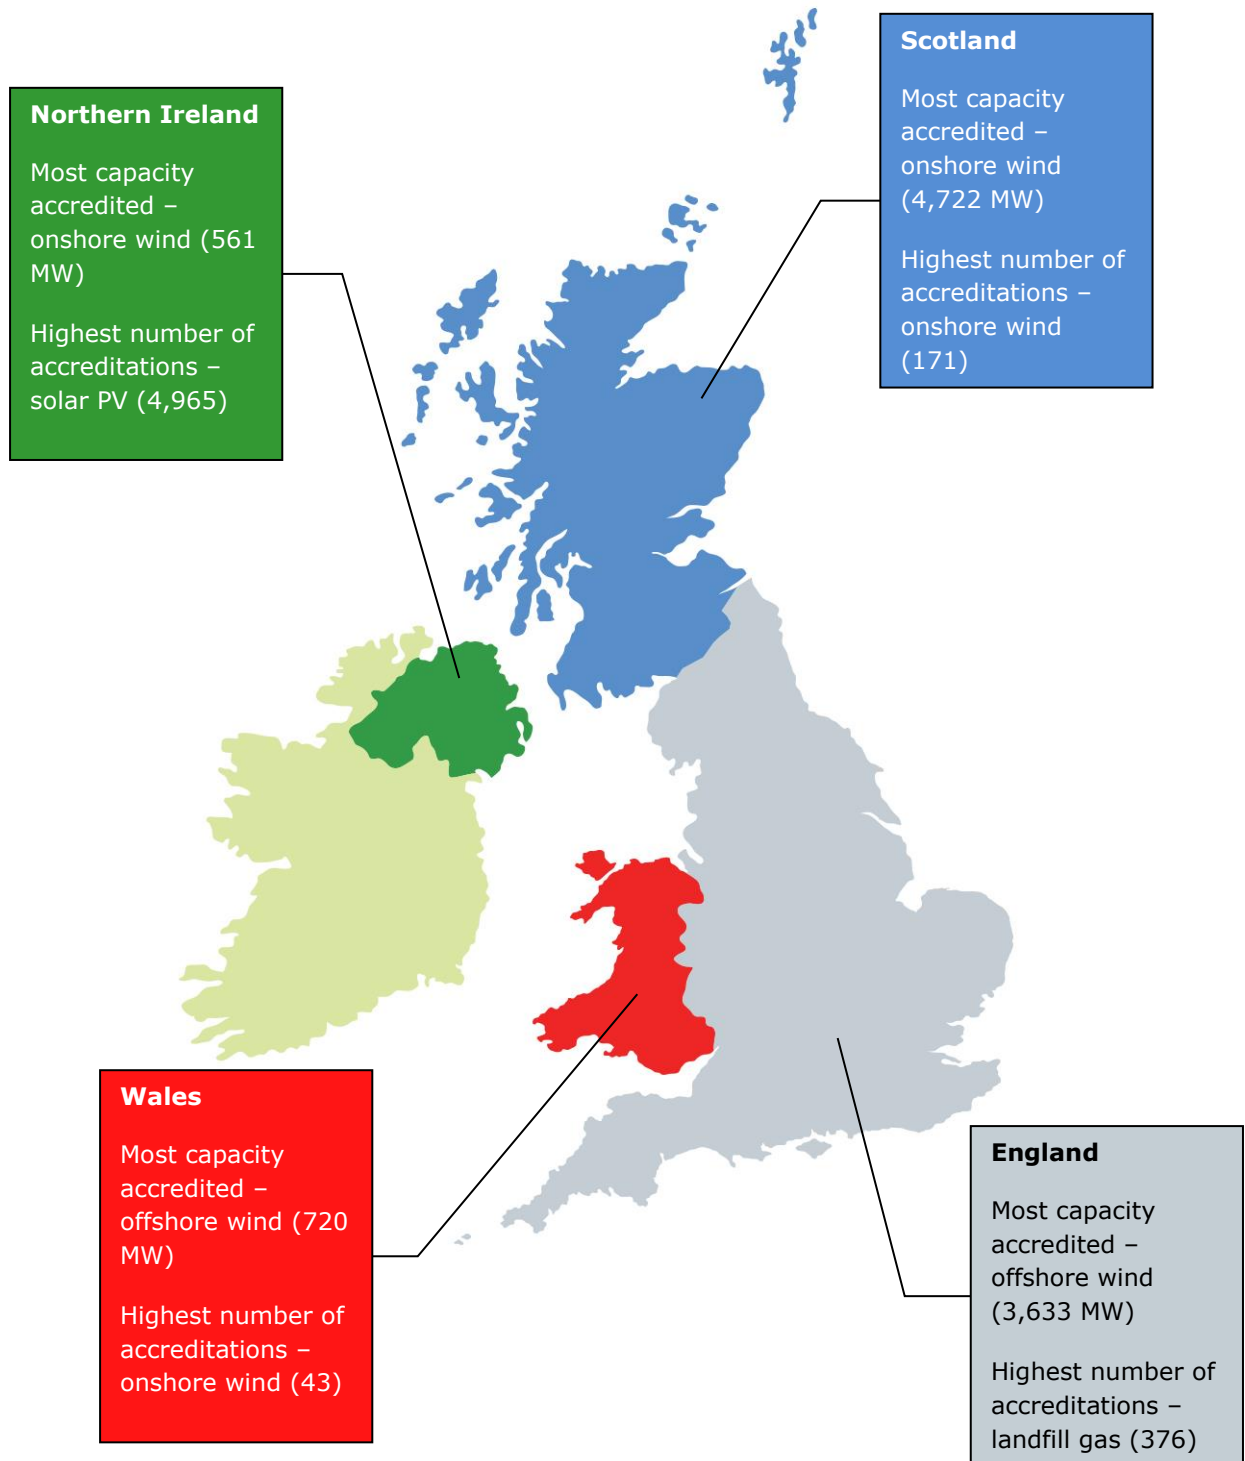 Northern Ireland
Most capacity
accredited –
onshore wind (561
MW)
Highest number of
accreditations –
solar PV (4,965)
Scotland
Most capacity
accredited –
onshore wind
(4,722 MW)
Highest number of
accreditations –
onshore wind
(171)
Wales
Most capacity
accredited –
offshore wind (720
MW)
Highest number of
accreditations –
onshore wind (43)
England
Most capacity
accredited –
offshore wind
(3,633 MW)
Highest number of
accreditations –
landfill gas (376)